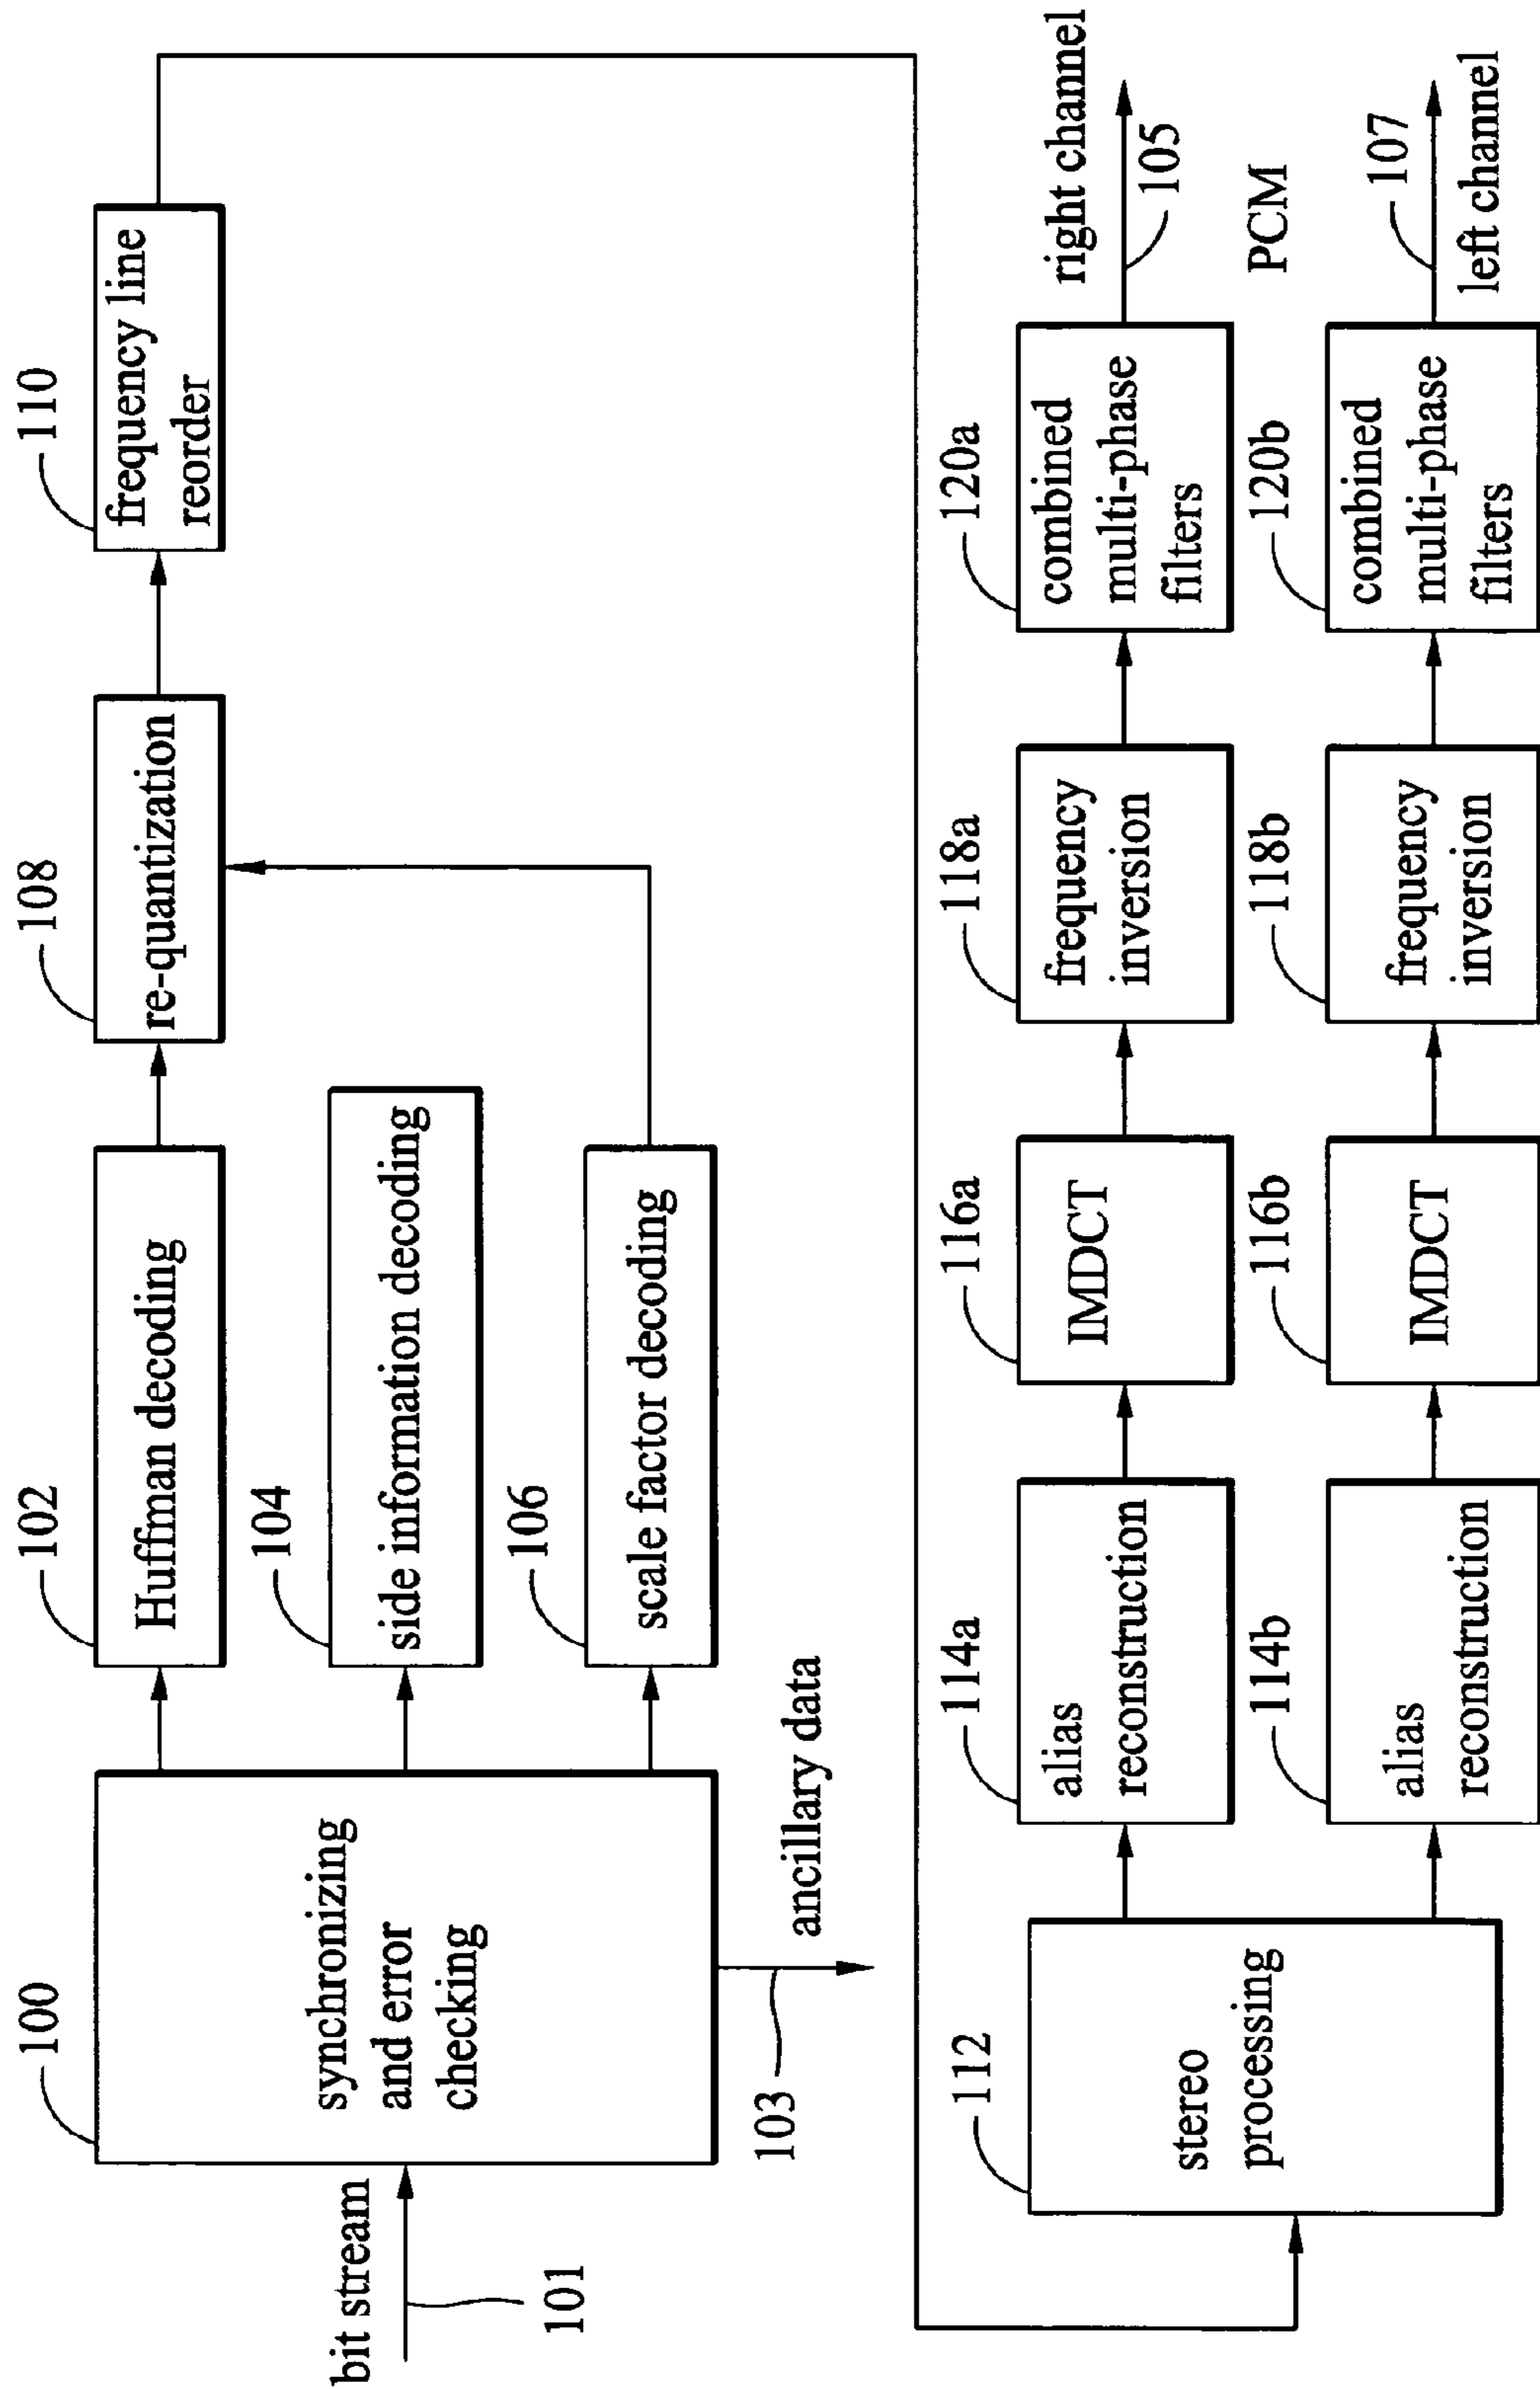 100
synchronizing
and error
checking
bit stream
101
103
ancillary data
102
Huffman decoding
104
side information decoding
106
scale factor decoding
108
re-quantization
110
frequency line
reorder
112
stereo
processing
114a
alias
reconstruction
116a
IMDCT
118a
frequency
inversion
120a
combined
multi-phase
filters
right channel
105
PCM
114b
alias
reconstruction
116b
IMDCT
118b
frequency
inversion
120b
combined
multi-phase
filters
107
left channel